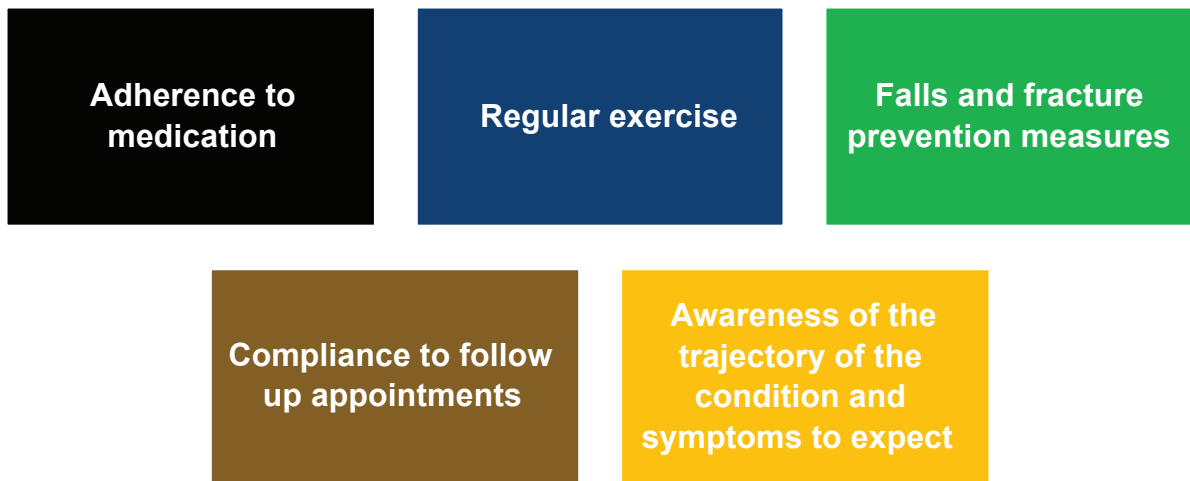 Adherence to
medication
Regular exercise
Falls and fracture
prevention measures
Compliance to follow
up appointments
Awareness of the
trajectory of the
condition and
symptoms to expect